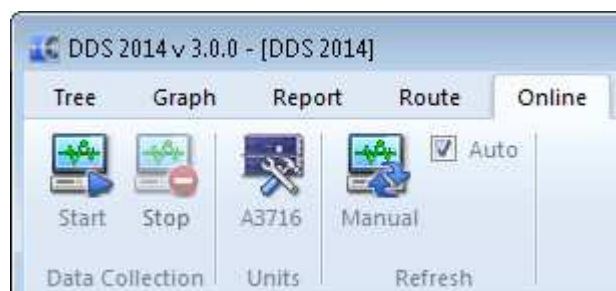 DDS 2014 v 3.0.0 - [DDS 2014]
Tree Graph Report Route Online
Auto
Start Stop A3716 Manual
Data Collection Units Refresh